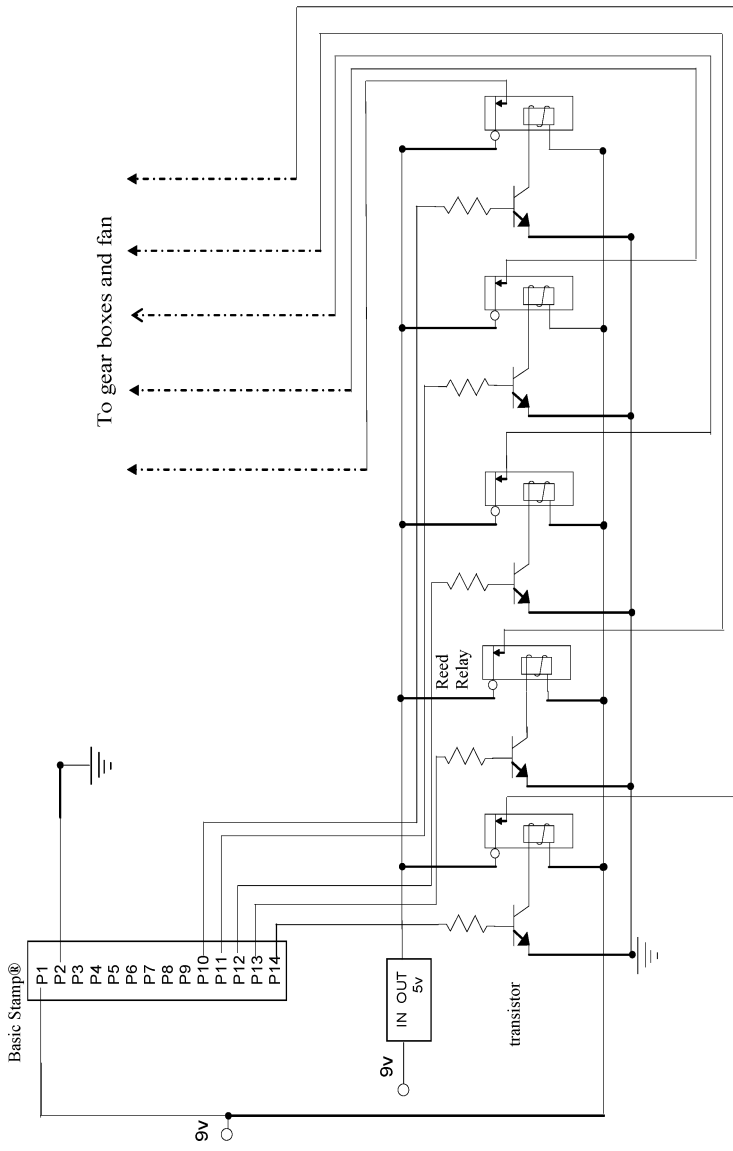 Basic Stamp®
P1
P2
P3
P4
P5
P6
P7
P8
P9
P10
P11
P12
P13
P14
9v
9v
IN OUT
5v
transistor
Reed
Relay
To gear boxes and fan